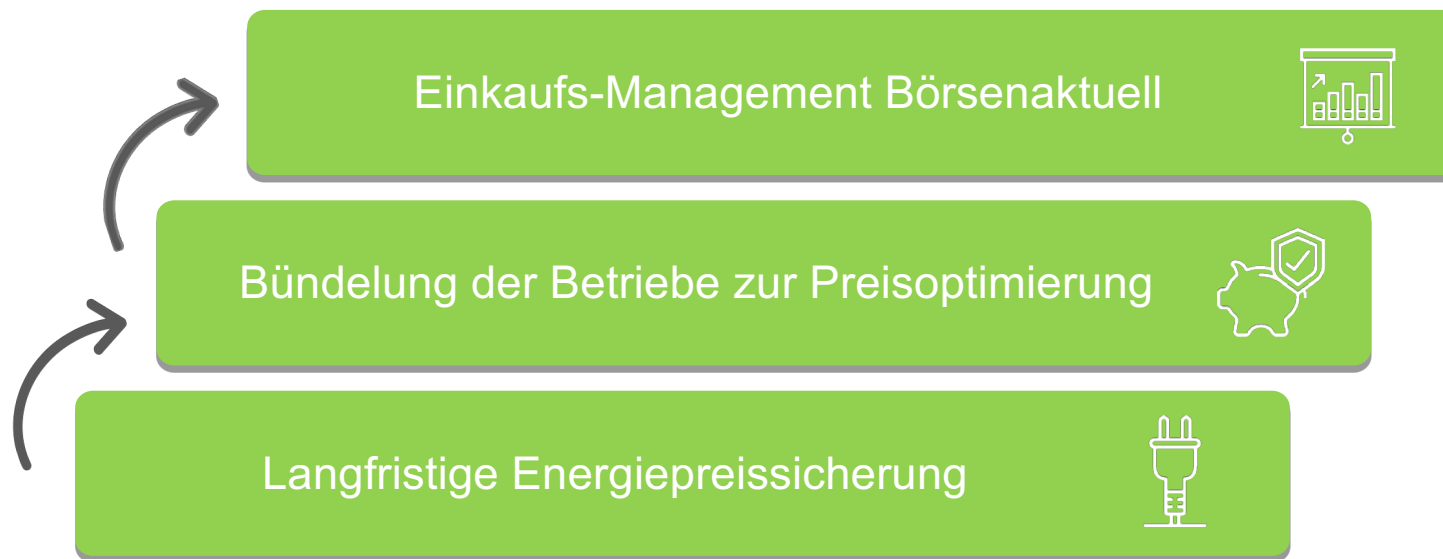 Einkaufs-Management Börsenaktuell
Bündelung der Betriebe zur Preisoptimierung
Langfristige Energiepreissicherung